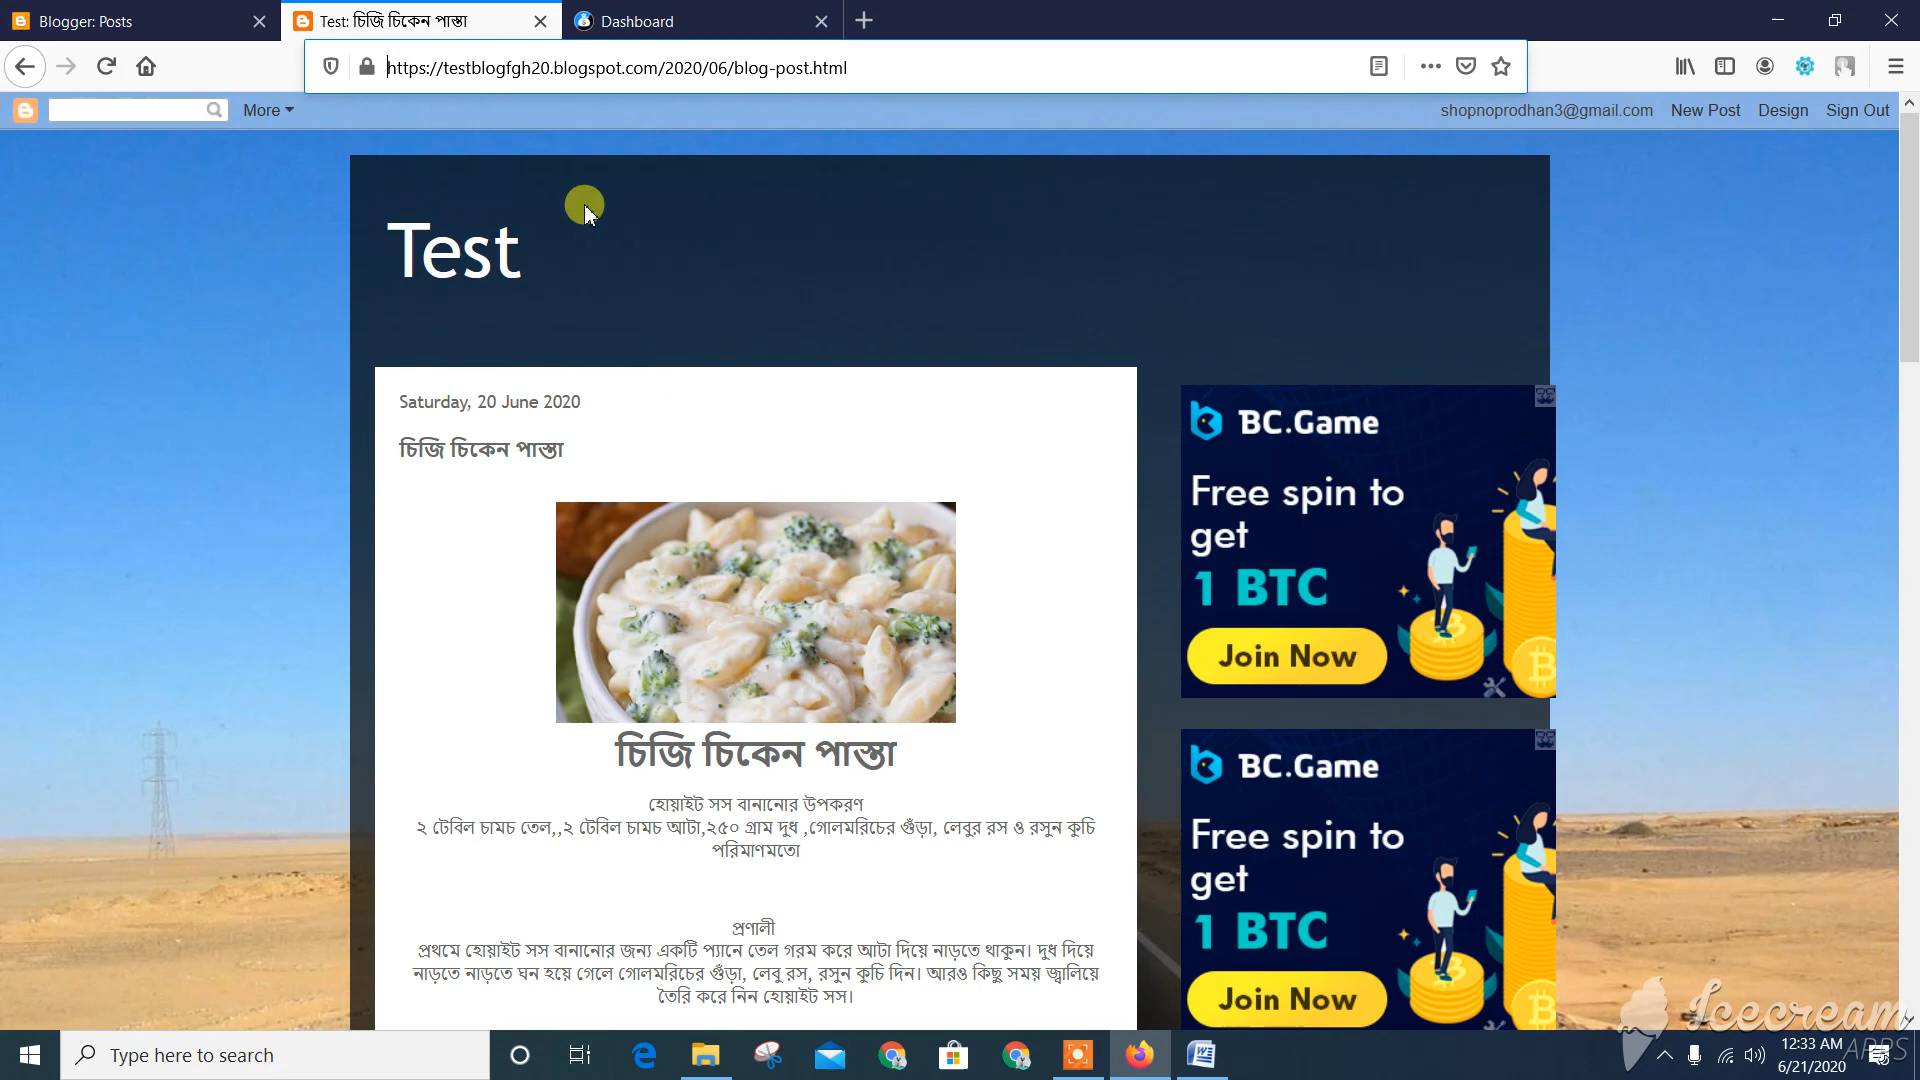 Blogger: Posts
Test: চিজি চিকেন পাস্তা
Dashboard
https://testblogfgh20.blogspot.com/2020/06/blog-post.html
More
shopnoprodhan3@gmail.com
New Post
Design
Sign Out
Test
Saturday, 20 June 2020
চিজি চিকেন পাস্তা
চিজি চিকেন পাস্তা
হোয়াইট সস বানানোর উপকরণ
২ টেবিল চামচ তেল,,২ টেবিল চামচ আটা,২৫০ গ্রাম দুধ ,গোলমরিচের গুঁড়া, লেবুর রস ও রসুন কুচি
পরিমাণমতো
প্রণালী
প্রথমে হোয়াইট সস বানানোর জন্য একটি প্যানে তেল গরম করে আটা দিয়ে নাড়তে থাকুন। দুধ দিয়ে
নাড়তে নাড়তে ঘন হয়ে গেলে গোলমরিচের গুঁড়া, লেবু রস, রসুন কুচি দিন। আরও কিছু সময় জ্বালিয়ে
তৈরি করে নিন হোয়াইট সস।
BC.Game
Free spin to
get
1 BTC
Join Now
BC.Game
Free spin to
get
1 BTC
Join Now
Icecream
APPS
Type here to search
12:33 AM
6/21/2020